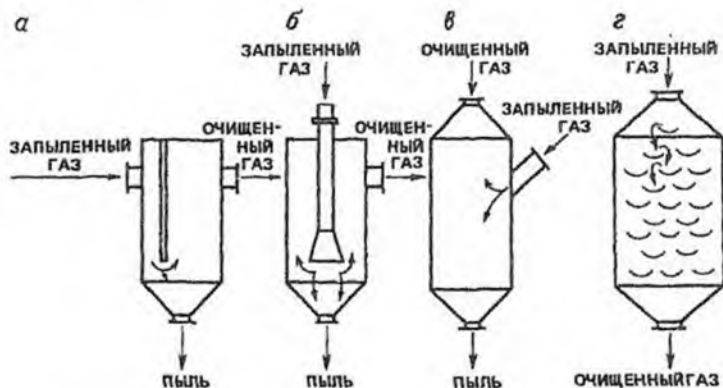 а
б
в
г
ЗАПЫЛЕННЫЙ
ГАЗ
ОЧИЩЕННЫЙ
ГАЗ
ЗАПЫЛЕННЫЙ
ГАЗ
ЗАПЫЛЕННЫЙ
ГАЗ
ЗАПЫЛЕННЫЙ
ГАЗ
ОЧИЩЕН-
НЫЙ
ГАЗ
ОЧИЩЕН-
НЫЙ
ГАЗ
ПЫЛЬ
ПЫЛЬ
ПЫЛЬ
ОЧИЩЕННЫЙ ГАЗ